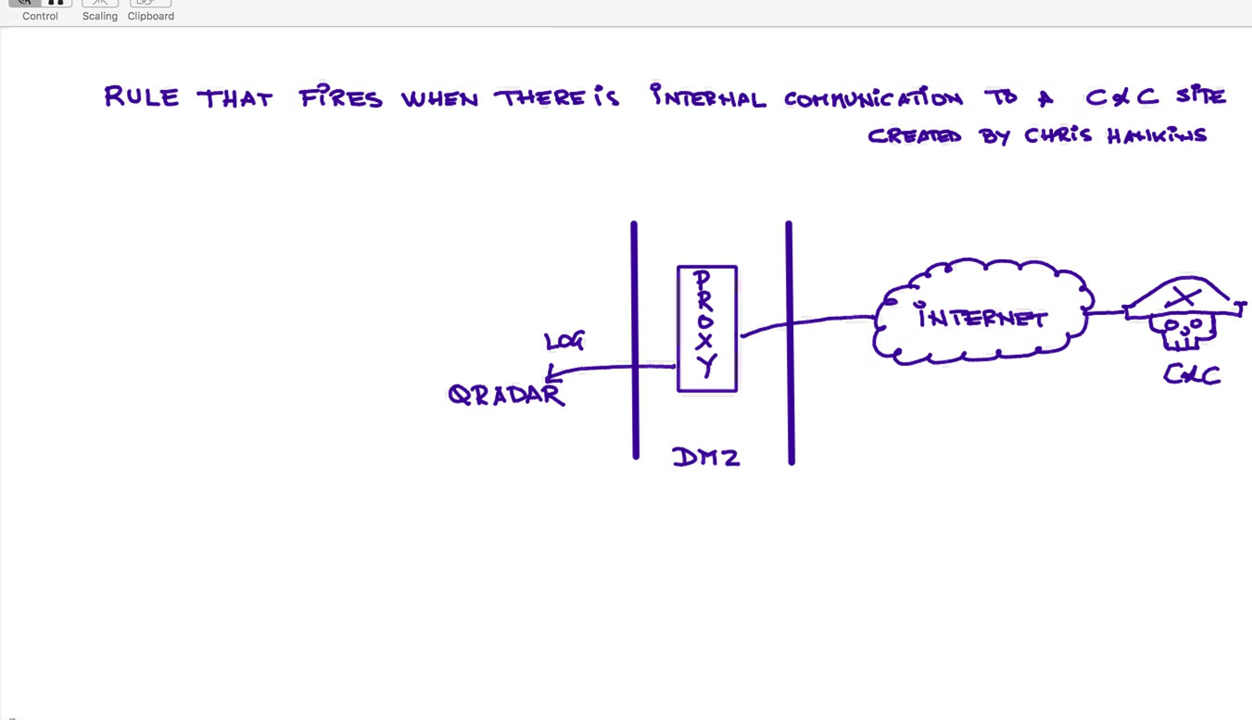 Control Scaling Clipboard
RULE THAT FIRES WHEN THERE IS INTERNAL COMMUNICATION TO A C&C SITE
CREATED BY CHRIS HANKINS
PROXY
INTERNET
LOG
C&C
QRADAR
DMZ